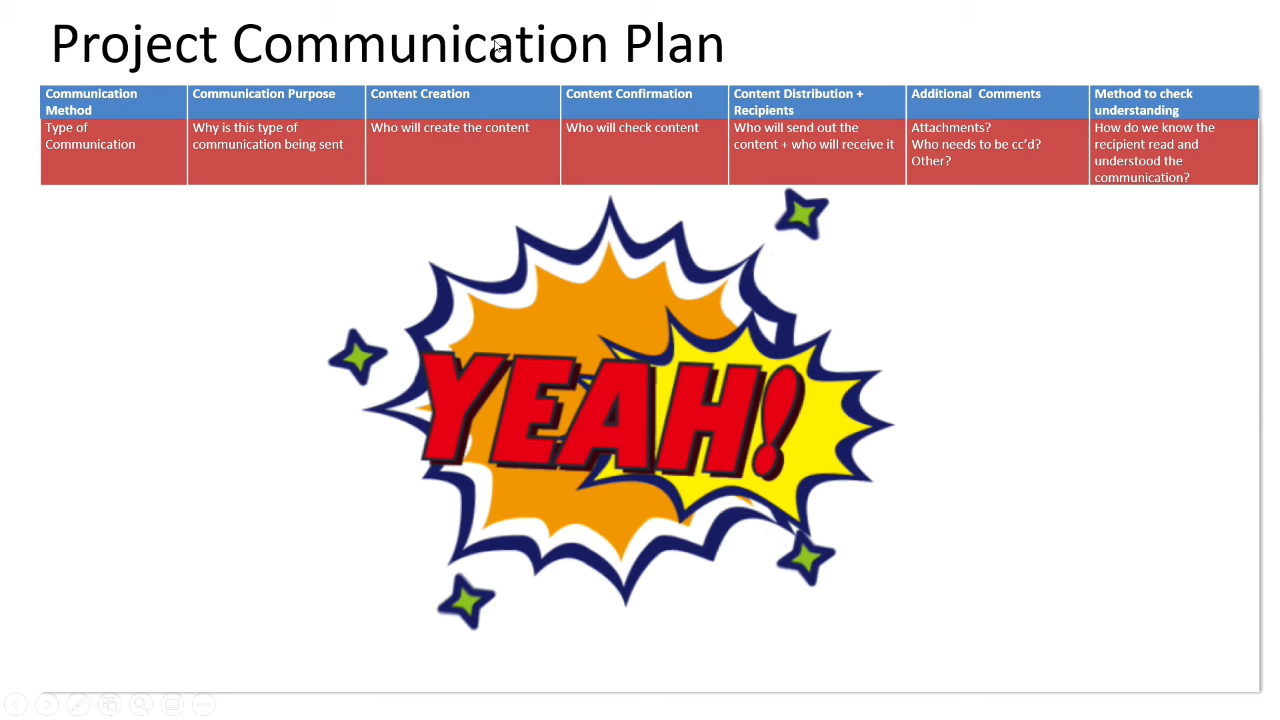 Project Communication Plan
Communication Method
Communication Purpose
Content Creation
Content Confirmation
Content Distribution + Recipients
Additional  Comments
Method to check understanding
Type of Communication
Why is this type of communication being sent
Who will create the content
Who will check content
Who will send out the content + who will receive it
Attachments?
Who needs to be cc’d?
Other?
How do we know the recipient read and understood the communication?
YEAH!